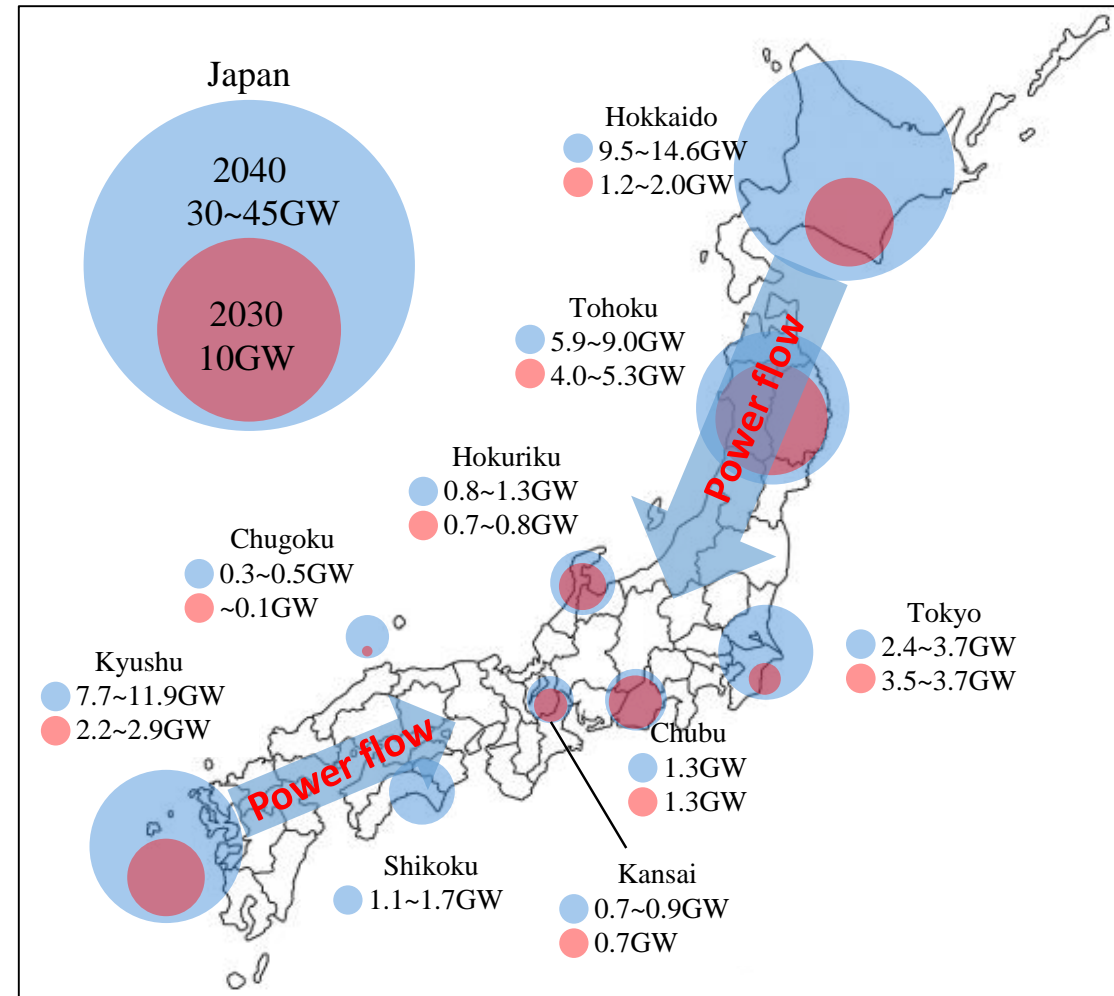 Japan
2040
30~45GW
2030
10GW
Hokkaido
9.5~14.6GW
1.2~2.0GW
Tohoku
5.9~9.0GW
4.0~5.3GW
Power flow
Hokuriku
0.8~1.3GW
0.7~0.8GW
Chugoku
0.3~0.5GW
~0.1GW
Tokyo
2.4~3.7GW
3.5~3.7GW
Kyushu
7.7~11.9GW
2.2~2.9GW
Power flow
Chubu
1.3GW
1.3GW
Shikoku
1.1~1.7GW
Kansai
0.7~0.9GW
0.7GW